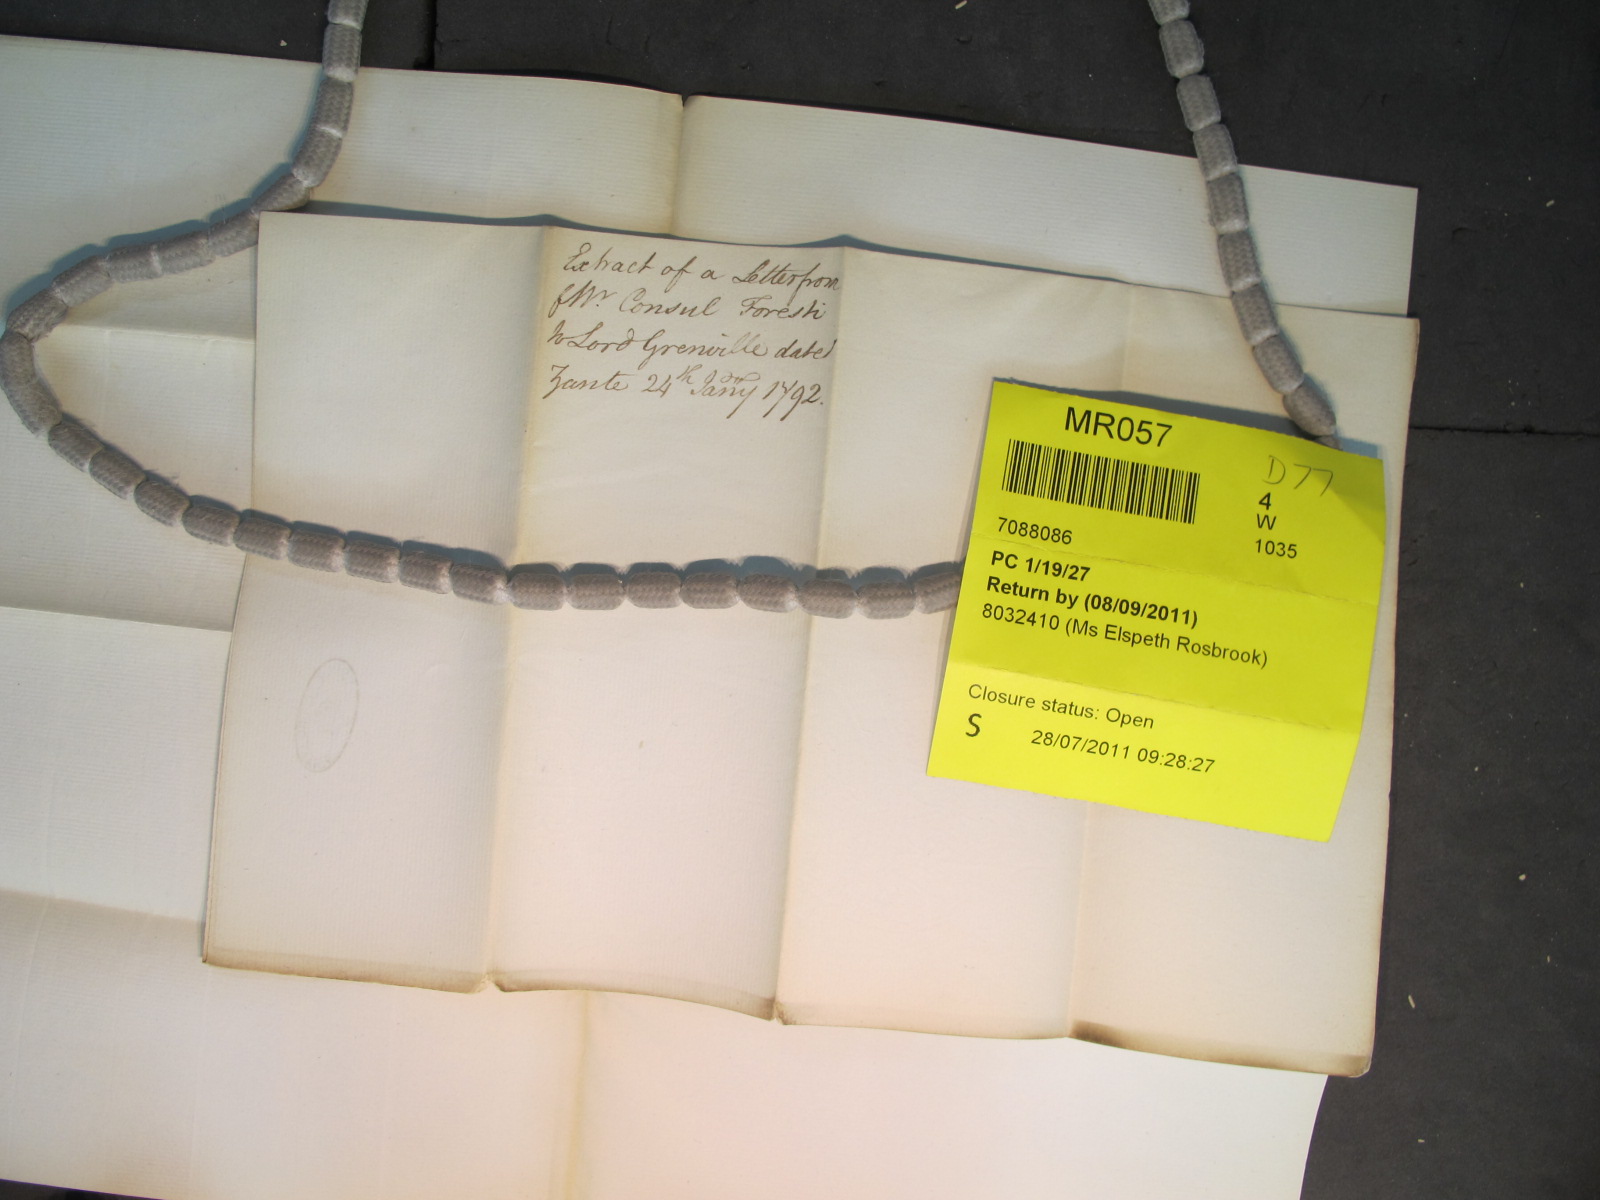 Extract of a Letter from
Mr Consul Foresti
to Lord Grenville dated
Zante 24th Janry 1792.
MR057
D77
4
W
1035
7088086
PC 1/19/27
Return by (08/09/2011)
8032410 (Ms Elspeth Rosbrook)
Closure status: Open
S
28/07/2011 09:28:27